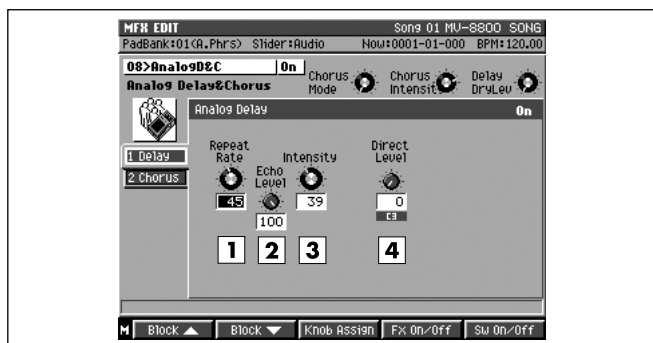 MFX EDIT Song 01 MV-8800 SONG
PadBank:01(A.Phrs) Slider:Audio Now:0001-01-000 BPM:120.00
08>AnalogD&C On
Analog Delay&Chorus
Chorus Mode
Chorus Intensit
Delay DryLev
Analog Delay On
1 Delay
2 Chorus
Repeat Rate
45
Echo Level
100
Intensity
39
Direct Level
0
C3
1 2 3 4
M Block ▲ Block ▼ Knob Assign Fx On/Off Sw On/Off